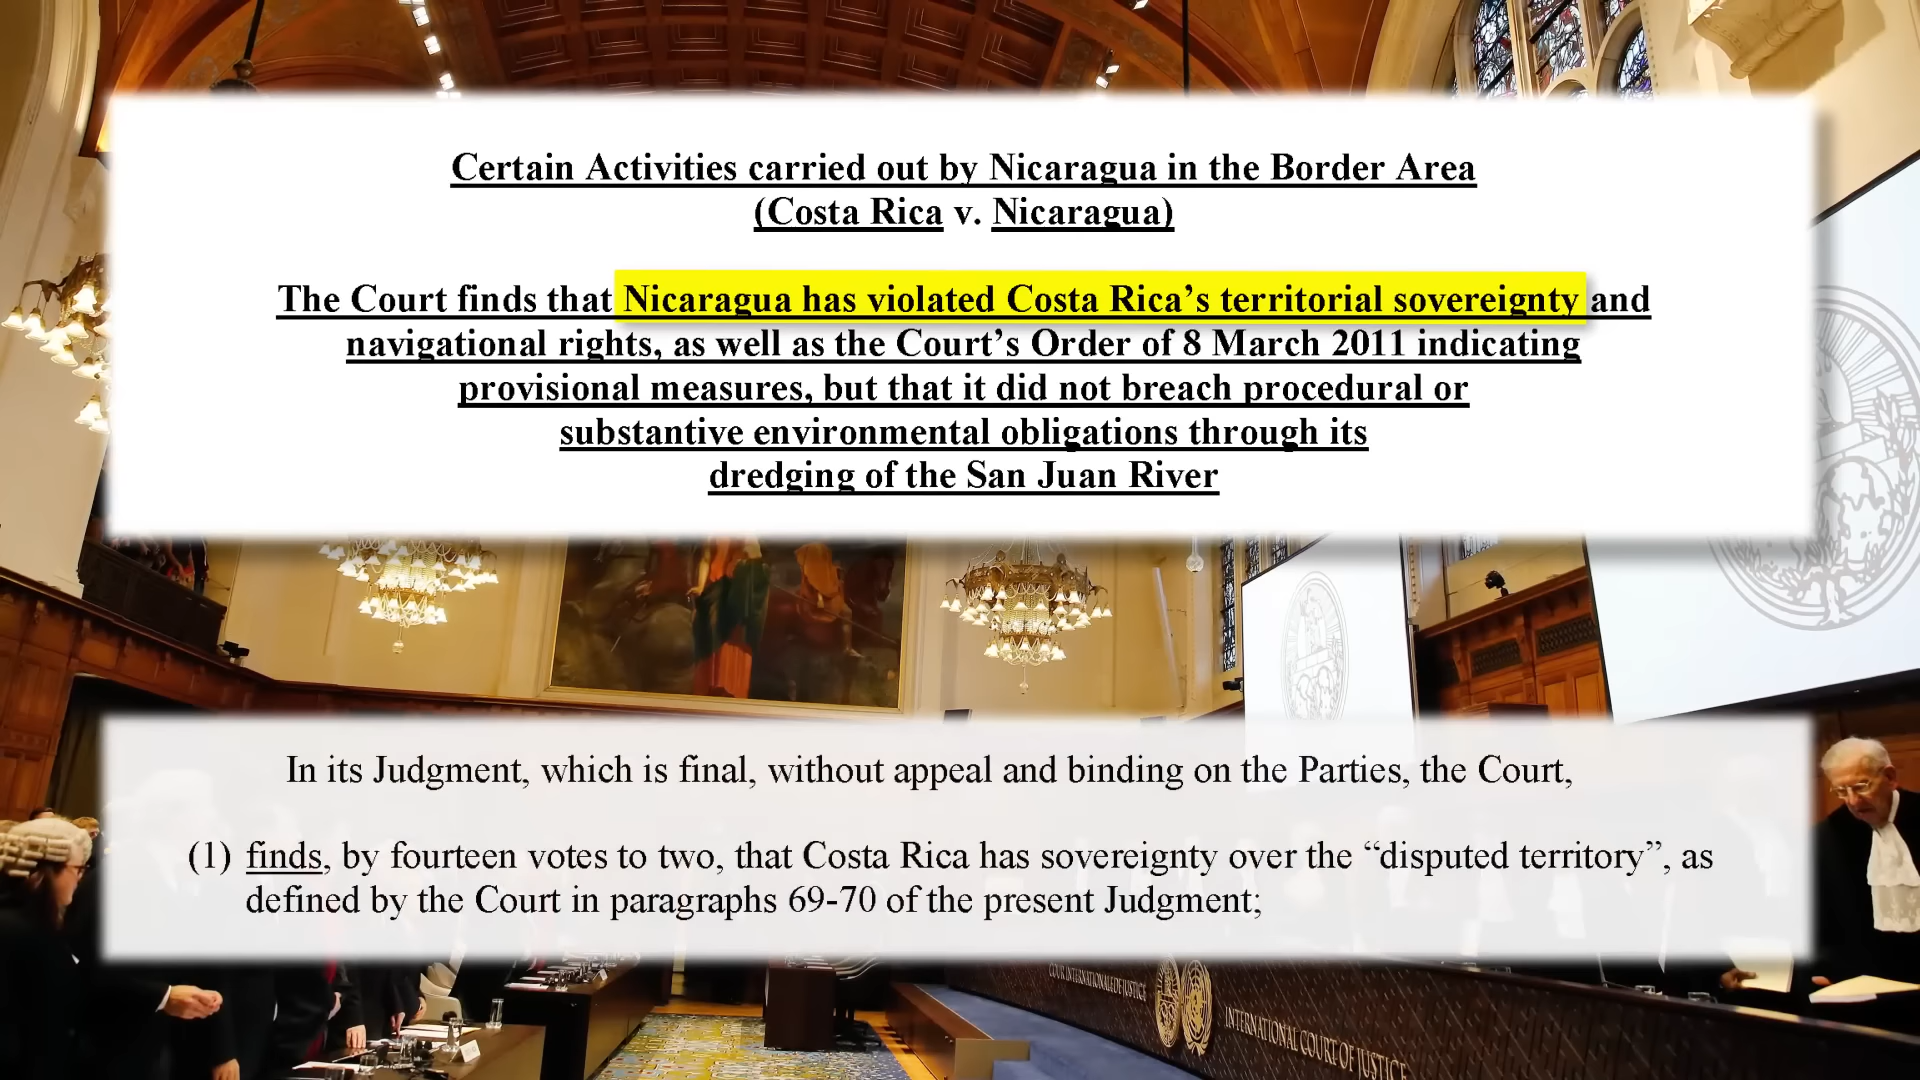 Certain Activities carried out by Nicaragua in the Border Area
(Costa Rica v. Nicaragua)
The Court finds that Nicaragua has violated Costa Rica’s territorial sovereignty and
navigational rights, as well as the Court’s Order of 8 March 2011 indicating
provisional measures, but that it did not breach procedural or
substantive environmental obligations through its
dredging of the San Juan River
In its Judgment, which is final, without appeal and binding on the Parties, the Court,
(1) finds, by fourteen votes to two, that Costa Rica has sovereignty over the “disputed territory”, as
defined by the Court in paragraphs 69-70 of the present Judgment;
COUR INTERNATIONALE DE JUSTICE
INTERNATIONAL COURT OF JUSTICE